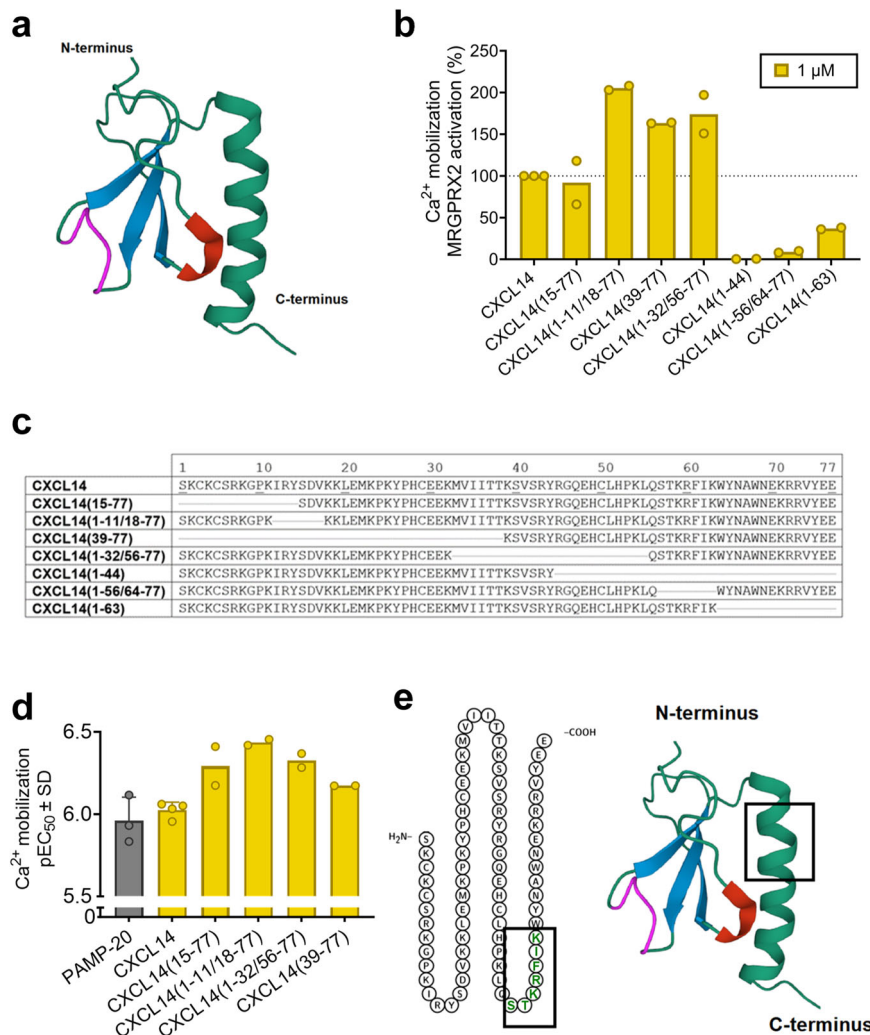 a
N-terminus
C-terminus
b
Ca2+ mobilization
MRGPRX2 activation (%)
250
200
150
100
50
0
1 µM
CXCL14
CXCL14(15-77)
CXCL14(1-11/18-77)
CXCL14(39-77)
CXCL14(1-32/56-77)
CXCL14(1-44)
CXCL14(1-56/64-77)
CXCL14(1-63)
c
1 10 20 30 40 50 60 70 77
CXCL14 SKCKCSRKGPKIRYSDVKKLEMKPKYPHCEEKMVIITTKSVSRYRGQEHCLHPKLQSTKRFIKWYNAWNEKRRVYEE
CXCL14(15-77) SDVKKLEMKPKYPHCEEKMVIITTKSVSRYRGQEHCLHPKLQSTKRFIKWYNAWNEKRRVYEE
CXCL14(1-11/18-77) SKCKCSRKGPK KKLEMKPKYPHCEEKMVIITTKSVSRYRGQEHCLHPKLQSTKRFIKWYNAWNEKRRVYEE
CXCL14(39-77) KSVSRYRGQEHCLHPKLQSTKRFIKWYNAWNEKRRVYEE
CXCL14(1-32/56-77) SKCKCSRKGPKIRYSDVKKLEMKPKYPHCEEK QSTKRFIKWYNAWNEKRRVYEE
CXCL14(1-44) SKCKCSRKGPKIRYSDVKKLEMKPKYPHCEEKMVIITTKSVSRY
CXCL14(1-56/64-77) SKCKCSRKGPKIRYSDVKKLEMKPKYPHCEEKMVIITTKSVSRYRGQEHCLHPKLQ WYNAWNEKRRVYEE
CXCL14(1-63) SKCKCSRKGPKIRYSDVKKLEMKPKYPHCEEKMVIITTKSVSRYRGQEHCLHPKLQSTKRFIK
d
Ca2+ mobilization
pEC50 ± SD
6.5
6.0
5.5
0
PAMP-20
CXCL14
CXCL14(15-77)
CXCL14(1-11/18-77)
CXCL14(1-32/56-77)
CXCL14(39-77)
e
H2N-
SKCKCSRKGPKIRYSDVKKLEMKPKYPHCEEKMVIITTKSVSRYRGQEHCLHPKLQSTKRFIKWYNAWNEKRRVYEE
-COOH
N-terminus
C-terminus